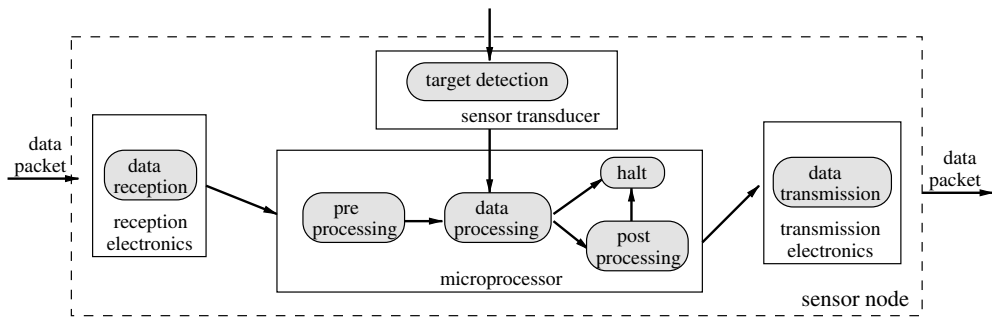 target detection
sensor transducer
data
packet
data
reception
reception
electronics
pre
processing
data
processing
halt
post
processing
microprocessor
data
transmission
transmission
electronics
data
packet
sensor node